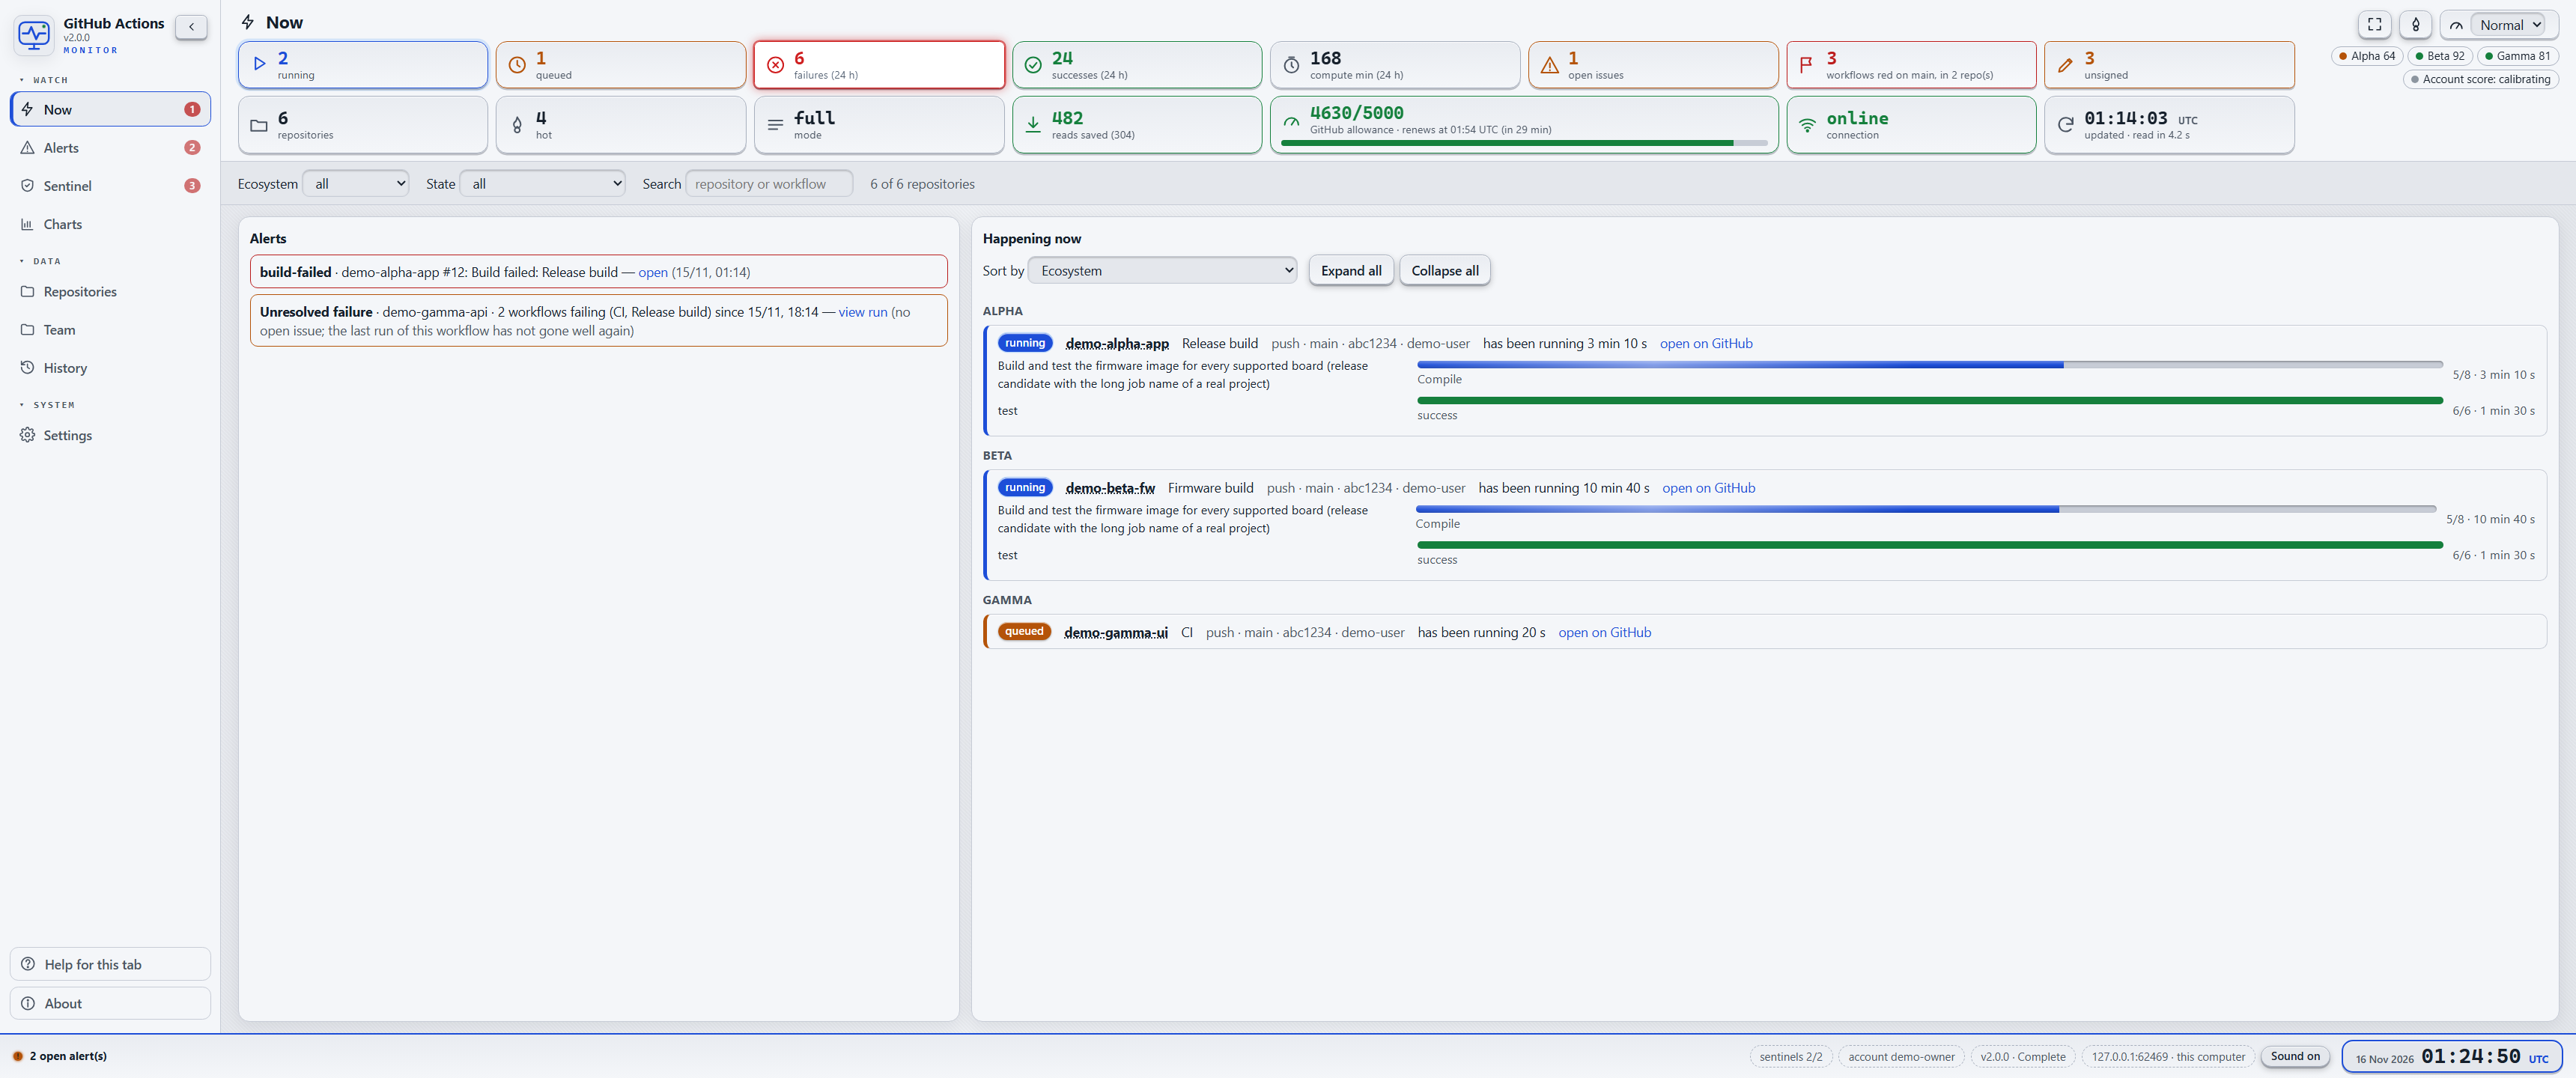 GitHub Actions
v2.0.0
MONITOR
WATCH
Now 1
Alerts 2
Sentinel 3
Charts
DATA
Repositories
Team
History
SYSTEM
Settings
Help for this tab
About
Now
Normal
2
running
1
queued
6
failures (24 h)
24
successes (24 h)
168
compute min (24 h)
1
open issues
3
workflows red on main, in 2 repo(s)
3
unsigned
Alpha 64
Beta 92
Gamma 81
Account score: calibrating
6
repositories
4
hot
full
mode
482
reads saved (304)
4630/5000
GitHub allowance · renews at 01:54 UTC (in 29 min)
online
connection
01:14:03 UTC
updated · read in 4.2 s
Ecosystem all State all Search repository or workflow 6 of 6 repositories
Alerts
build-failed · demo-alpha-app #12: Build failed: Release build — open (15/11, 01:14)
Unresolved failure · demo-gamma-api · 2 workflows failing (CI, Release build) since 15/11, 18:14 — view run (no
open issue; the last run of this workflow has not gone well again)
Happening now
Sort by Ecosystem Expand all Collapse all
ALPHA
running demo-alpha-app Release build push · main · abc1234 · demo-user has been running 3 min 10 s open on GitHub
Build and test the firmware image for every supported board (release
candidate with the long job name of a real project)
Compile
5/8 · 3 min 10 s
test
success
6/6 · 1 min 30 s
BETA
running demo-beta-fw Firmware build push · main · abc1234 · demo-user has been running 10 min 40 s open on GitHub
Build and test the firmware image for every supported board (release
candidate with the long job name of a real project)
Compile
5/8 · 10 min 40 s
test
success
6/6 · 1 min 30 s
GAMMA
queued demo-gamma-ui CI push · main · abc1234 · demo-user has been running 20 s open on GitHub
2 open alert(s)
sentinels 2/2
account demo-owner
v2.0.0 · Complete
127.0.0.1:62469 · this computer
Sound on
16 Nov 2026 01:24:50 UTC